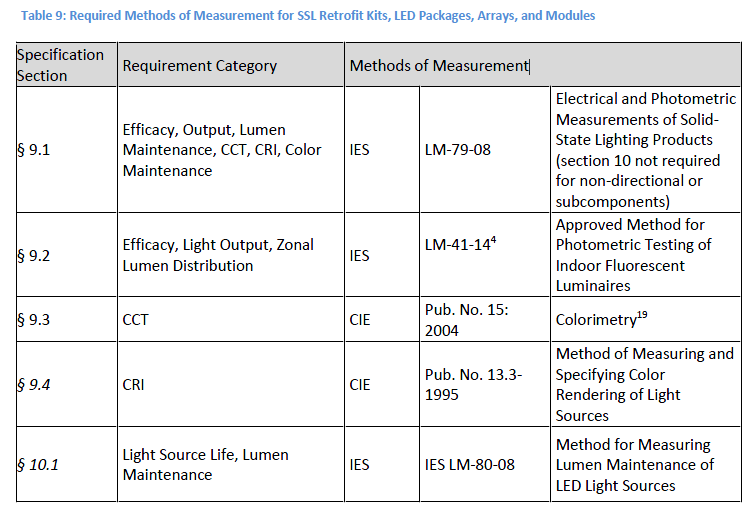 Table 9: Required Methods of Measurement for SSL Retrofit Kits, LED Packages, Arrays, and Modules
Specification
Section
Requirement Category
Methods of Measurement
§ 9.1
Efficacy, Output, Lumen
Maintenance, CCT, CRI, Color
Maintenance
IES
LM-79-08
Electrical and Photometric
Measurements of Solid-
State Lighting Products
(section 10 not required
for non-directional or
subcomponents)
§ 9.2
Efficacy, Light Output, Zonal
Lumen Distribution
IES
LM-41-14⁴
Approved Method for
Photometric Testing of
Indoor Fluorescent
Luminaires
§ 9.3
CCT
CIE
Pub. No. 15:
2004
Colorimetry¹⁹
§ 9.4
CRI
CIE
Pub. No. 13.3-
1995
Method of Measuring and
Specifying Color
Rendering of Light
Sources
§ 10.1
Light Source Life, Lumen
Maintenance
IES
IES LM-80-08
Method for Measuring
Lumen Maintenance of
LED Light Sources